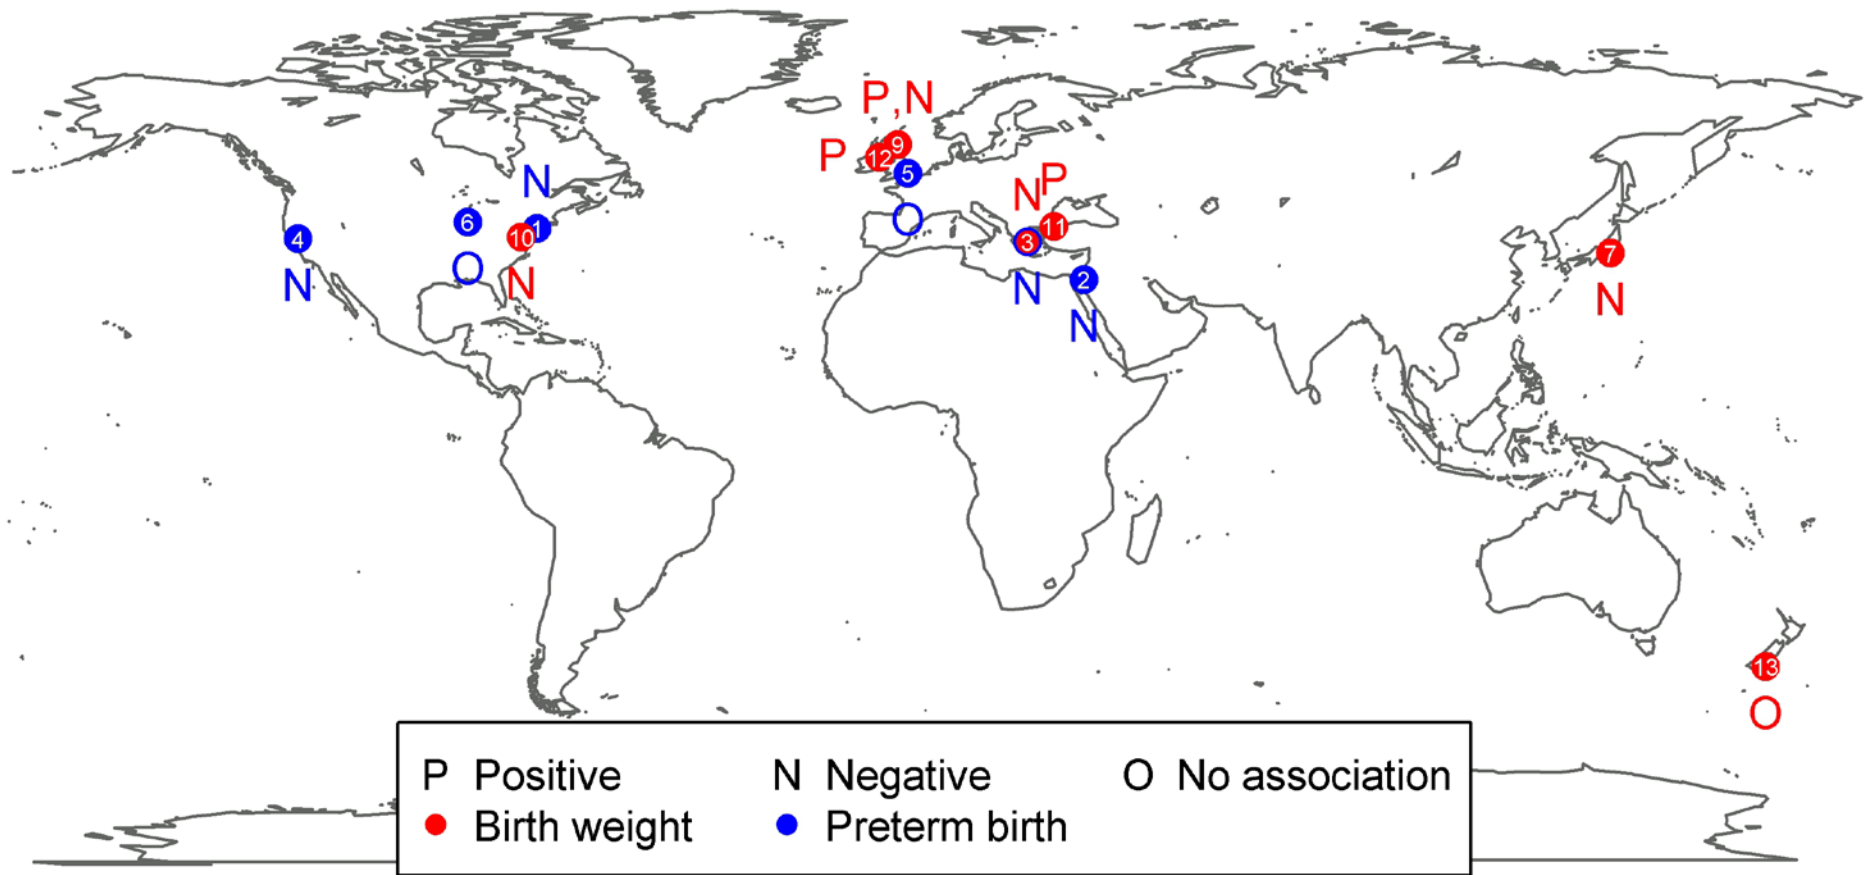 P,N
P
9
12
5
N
N
P
6
1
O
11
4
10
3
7
O
N
N
N
2
N
N
13
O
P Positive N Negative O No association
Birth weight Preterm birth